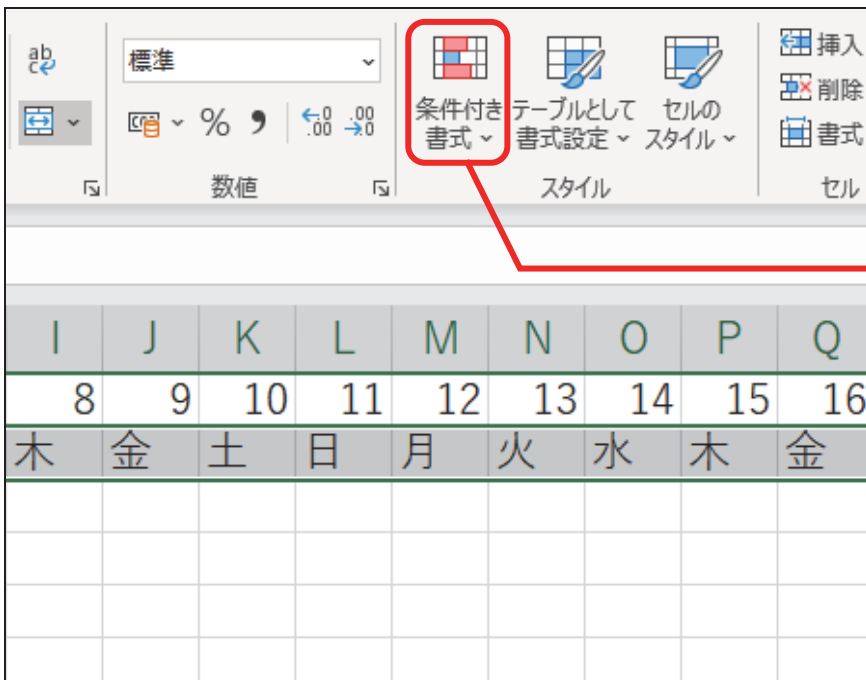 ab
c
標準
挿入
% , .0 .00 .00 .0
条件付き
書式
テーブルとして
書式設定
セルの
スタイル
削除
書式
数値
スタイル
セル
I J K L M N O P Q
8 9 10 11 12 13 14 15 16
木 金 土 日 月 火 水 木 金